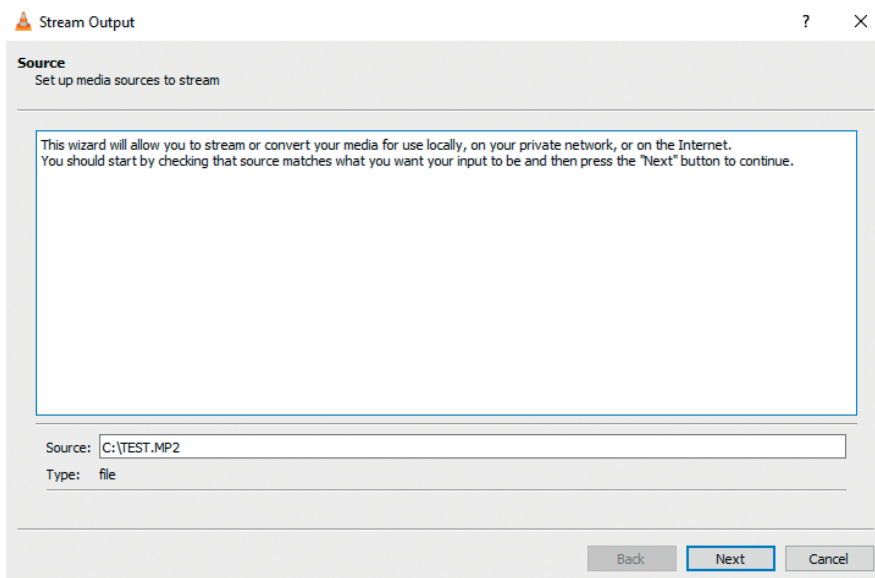 Stream Output
?
Source
Set up media sources to stream
This wizard will allow you to stream or convert your media for use locally, on your private network, or on the Internet.
You should start by checking that source matches what you want your input to be and then press the "Next" button to continue.
Source: C:\TEST.MP2
Type: file
Back Next Cancel